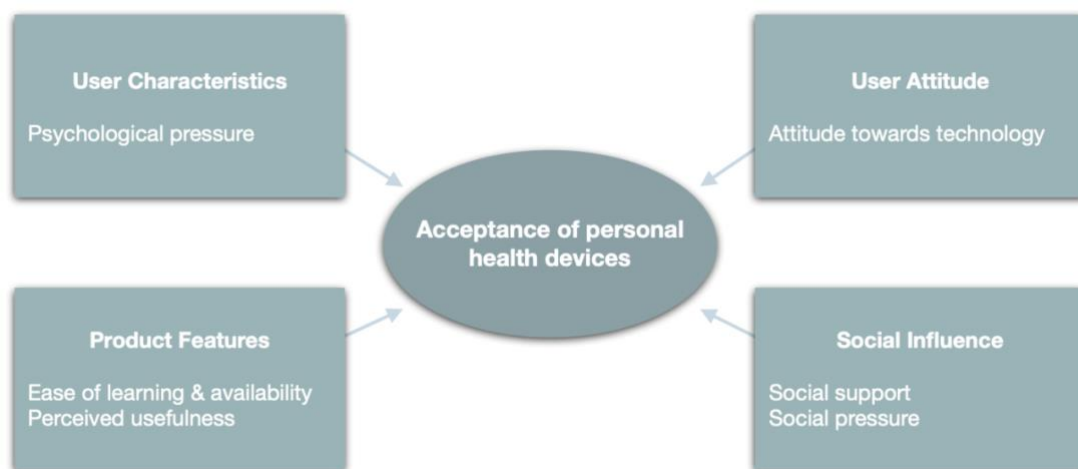 User Characteristics
Psychological pressure
User Attitude
Attitude towards technology
Acceptance of personal
health devices
Product Features
Ease of learning & availability
Perceived usefulness
Social Influence
Social support
Social pressure